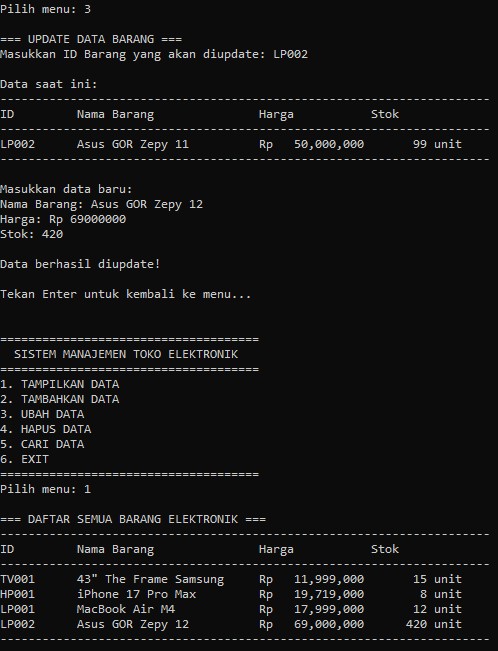 Pilih menu: 3
=== UPDATE DATA BARANG ===
Masukkan ID Barang yang akan diupdate: LP002
Data saat ini:
----------------------------------------------------------------------
ID         Nama Barang               Harga           Stok
----------------------------------------------------------------------
LP002      Asus GOR Zepy 11          Rp   50,000,000       99 unit
----------------------------------------------------------------------
Masukkan data baru:
Nama Barang: Asus GOR Zepy 12
Harga: Rp 69000000
Stok: 420
Data berhasil diupdate!
Tekan Enter untuk kembali ke menu...
=====================================
  SISTEM MANAJEMEN TOKO ELEKTRONIK
=====================================
1. TAMPILKAN DATA
2. TAMBAHKAN DATA
3. UBAH DATA
4. HAPUS DATA
5. CARI DATA
6. EXIT
=====================================
Pilih menu: 1
=== DAFTAR SEMUA BARANG ELEKTRONIK ===
----------------------------------------------------------------------
ID         Nama Barang               Harga           Stok
----------------------------------------------------------------------
TV001      43" The Frame Samsung     Rp   11,999,000       15 unit
HP001      iPhone 17 Pro Max         Rp   19,719,000        8 unit
LP001      MacBook Air M4            Rp   17,999,000       12 unit
LP002      Asus GOR Zepy 12          Rp   69,000,000      420 unit
----------------------------------------------------------------------